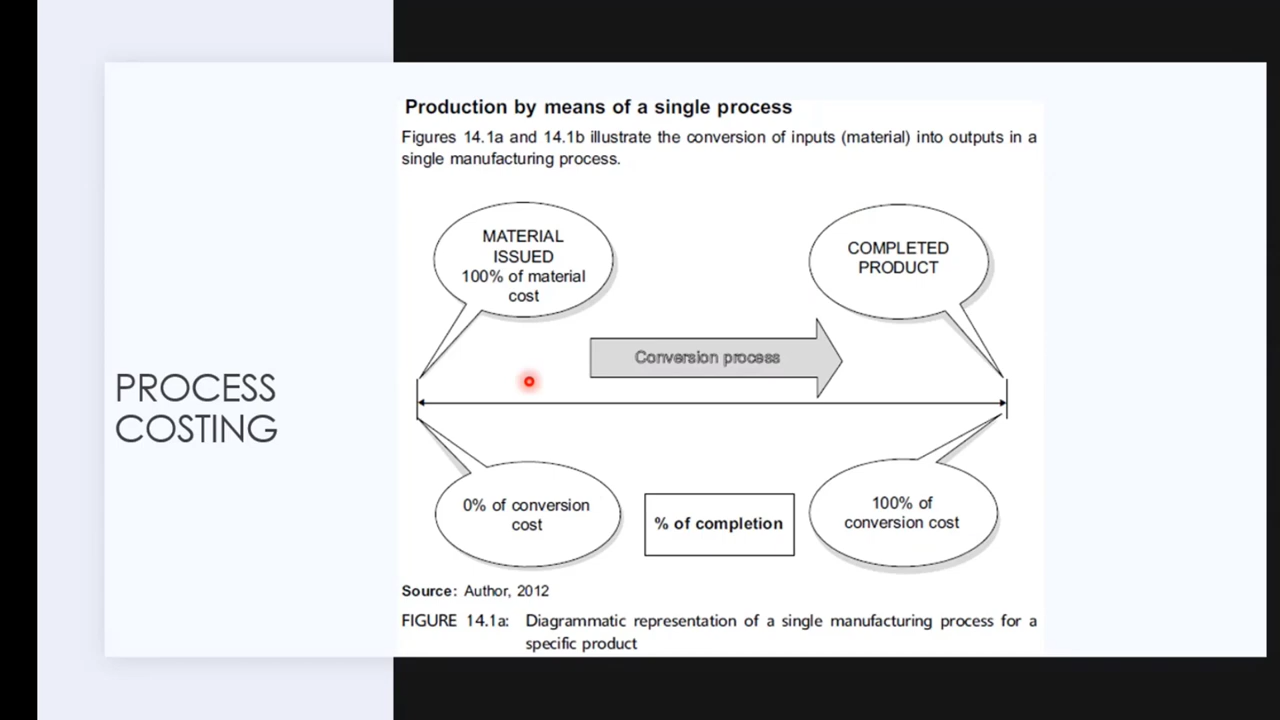 PROCESS
COSTING
Production by means of a single process
Figures 14.1a and 14.1b illustrate the conversion of inputs (material) into outputs in a
single manufacturing process.
MATERIAL
ISSUED
100% of material
cost
COMPLETED
PRODUCT
Conversion process
0% of conversion
cost
% of completion
100% of
conversion cost
Source: Author, 2012
FIGURE 14.1a: Diagrammatic representation of a single manufacturing process for a
specific product